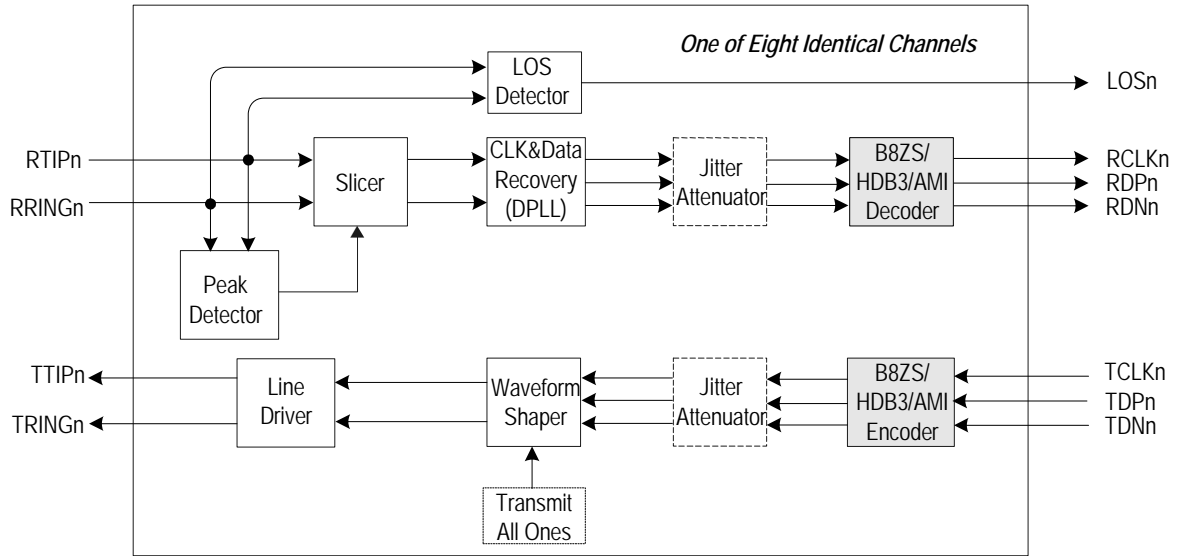 One of Eight Identical Channels
LOS
Detector
LOSn
RTIPn
RRINGn
Slicer
CLK&Data
Recovery
(DPLL)
Jitter
Attenuator
B8ZS/
HDB3/AMI
Decoder
RCLKn
RDPn
RDNn
Peak
Detector
TTIPn
TRINGn
Line
Driver
Waveform
Shaper
Jitter
Attenuator
B8ZS/
HDB3/AMI
Encoder
TCLKn
TDPn
TDNn
Transmit
All Ones